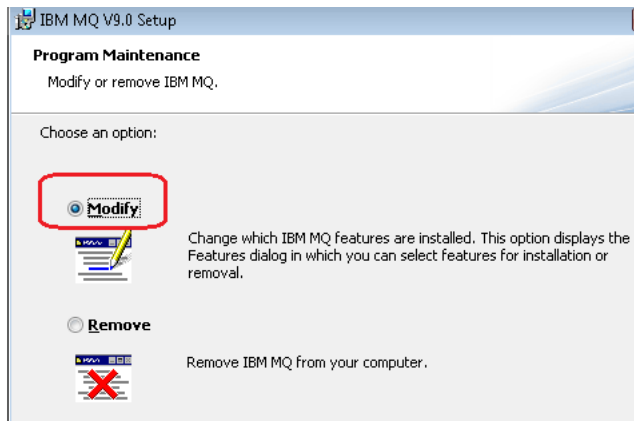 IBM MQ V9.0 Setup
Program Maintenance
Modify or remove IBM MQ.
Choose an option:
Modify
Change which IBM MQ features are installed. This option displays the
Features dialog in which you can select features for installation or
removal.
Remove
Remove IBM MQ from your computer.